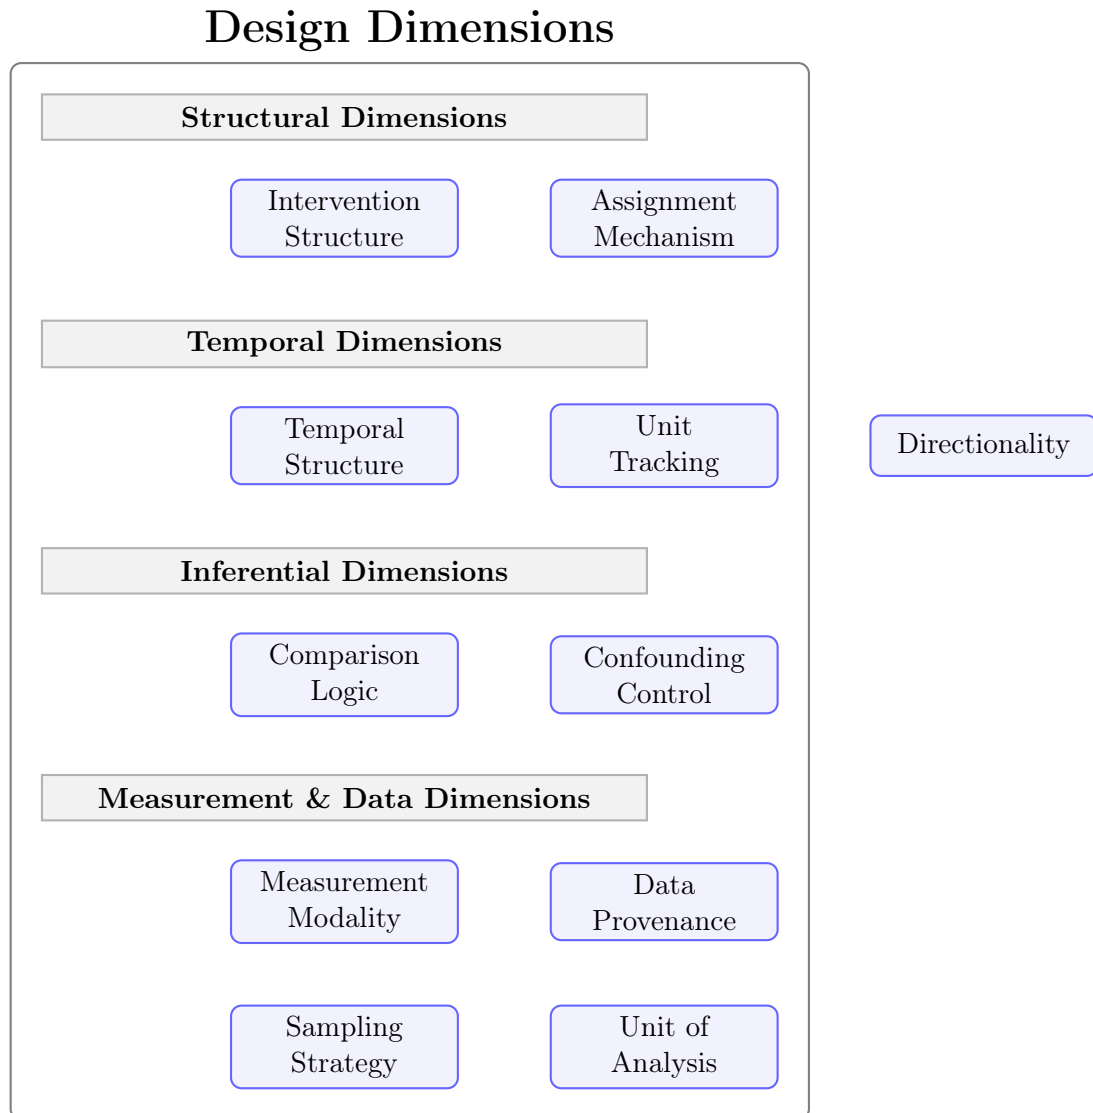 Design Dimensions
Structural Dimensions
Intervention
Structure
Assignment
Mechanism
Temporal Dimensions
Temporal
Structure
Unit
Tracking
Directionality
Inferential Dimensions
Comparison
Logic
Confounding
Control
Measurement & Data Dimensions
Measurement
Modality
Data
Provenance
Sampling
Strategy
Unit of
Analysis